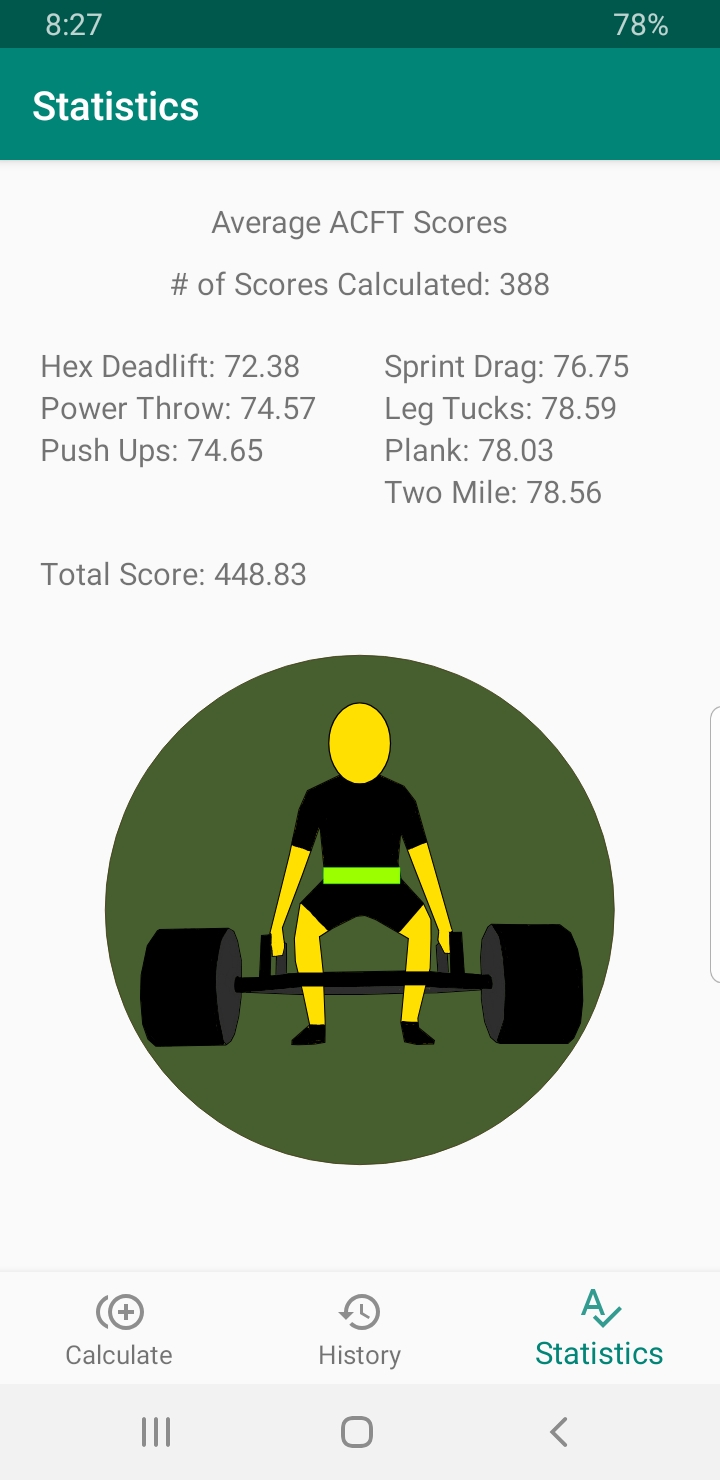 8:27
78%
Statistics
Average ACFT Scores
# of Scores Calculated: 388
Hex Deadlift: 72.38
Power Throw: 74.57
Push Ups: 74.65
Sprint Drag: 76.75
Leg Tucks: 78.59
Plank: 78.03
Two Mile: 78.56
Total Score: 448.83
Calculate
History
Statistics